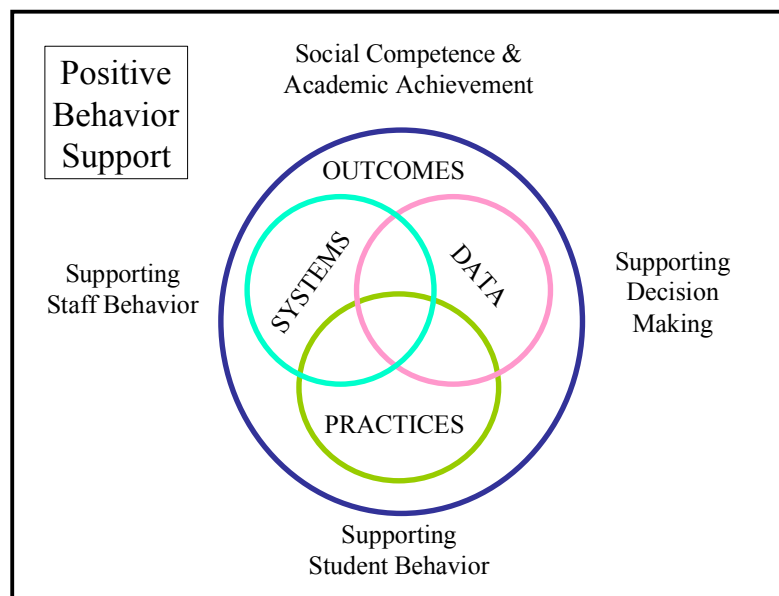 Positive
Behavior
Support
Social Competence &
Academic Achievement
OUTCOMES
Supporting
Staff Behavior
SYSTEMS
DATA
Supporting
Decision
Making
PRACTICES
Supporting
Student Behavior